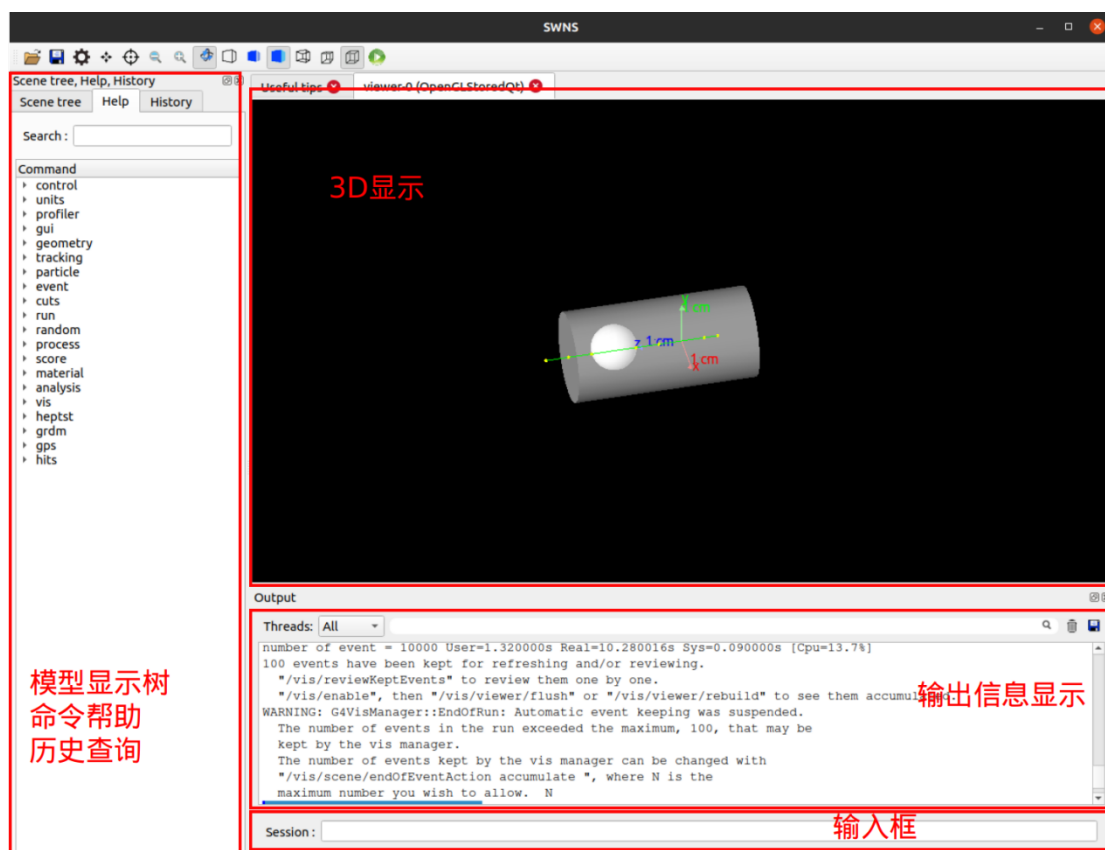 SWNS
Scene tree, Help, History
Scene tree Help History
Search :
Command
control
units
profiler
gui
geometry
tracking
particle
event
cuts
run
random
process
score
material
analysis
vis
heptst
grdm
gps
hits
模型显示树
命令帮助
历史查询
Useful tips viewer-0 (OpenGLStoredQt)
3D显示
y
1 cm
z 1 cm
1 cm
x
Output
Threads: All
number of event = 10000 User=1.320000s Real=10.280016s Sys=0.090000s [Cpu=13.7%]
100 events have been kept for refreshing and/or reviewing.
"/vis/reviewKeptEvents" to review them one by one.
"/vis/enable", then "/vis/viewer/flush" or "/vis/viewer/rebuild" to see them accumulated.
输出信息显示
WARNING: G4VisManager::EndOfRun: Automatic event keeping was suspended.
The number of events in the run exceeded the maximum, 100, that may be
kept by the vis manager.
The number of events kept by the vis manager can be changed with
"/vis/scene/endOfEventAction accumulate ", where N is the
maximum number you wish to allow. N
Session :
输入框